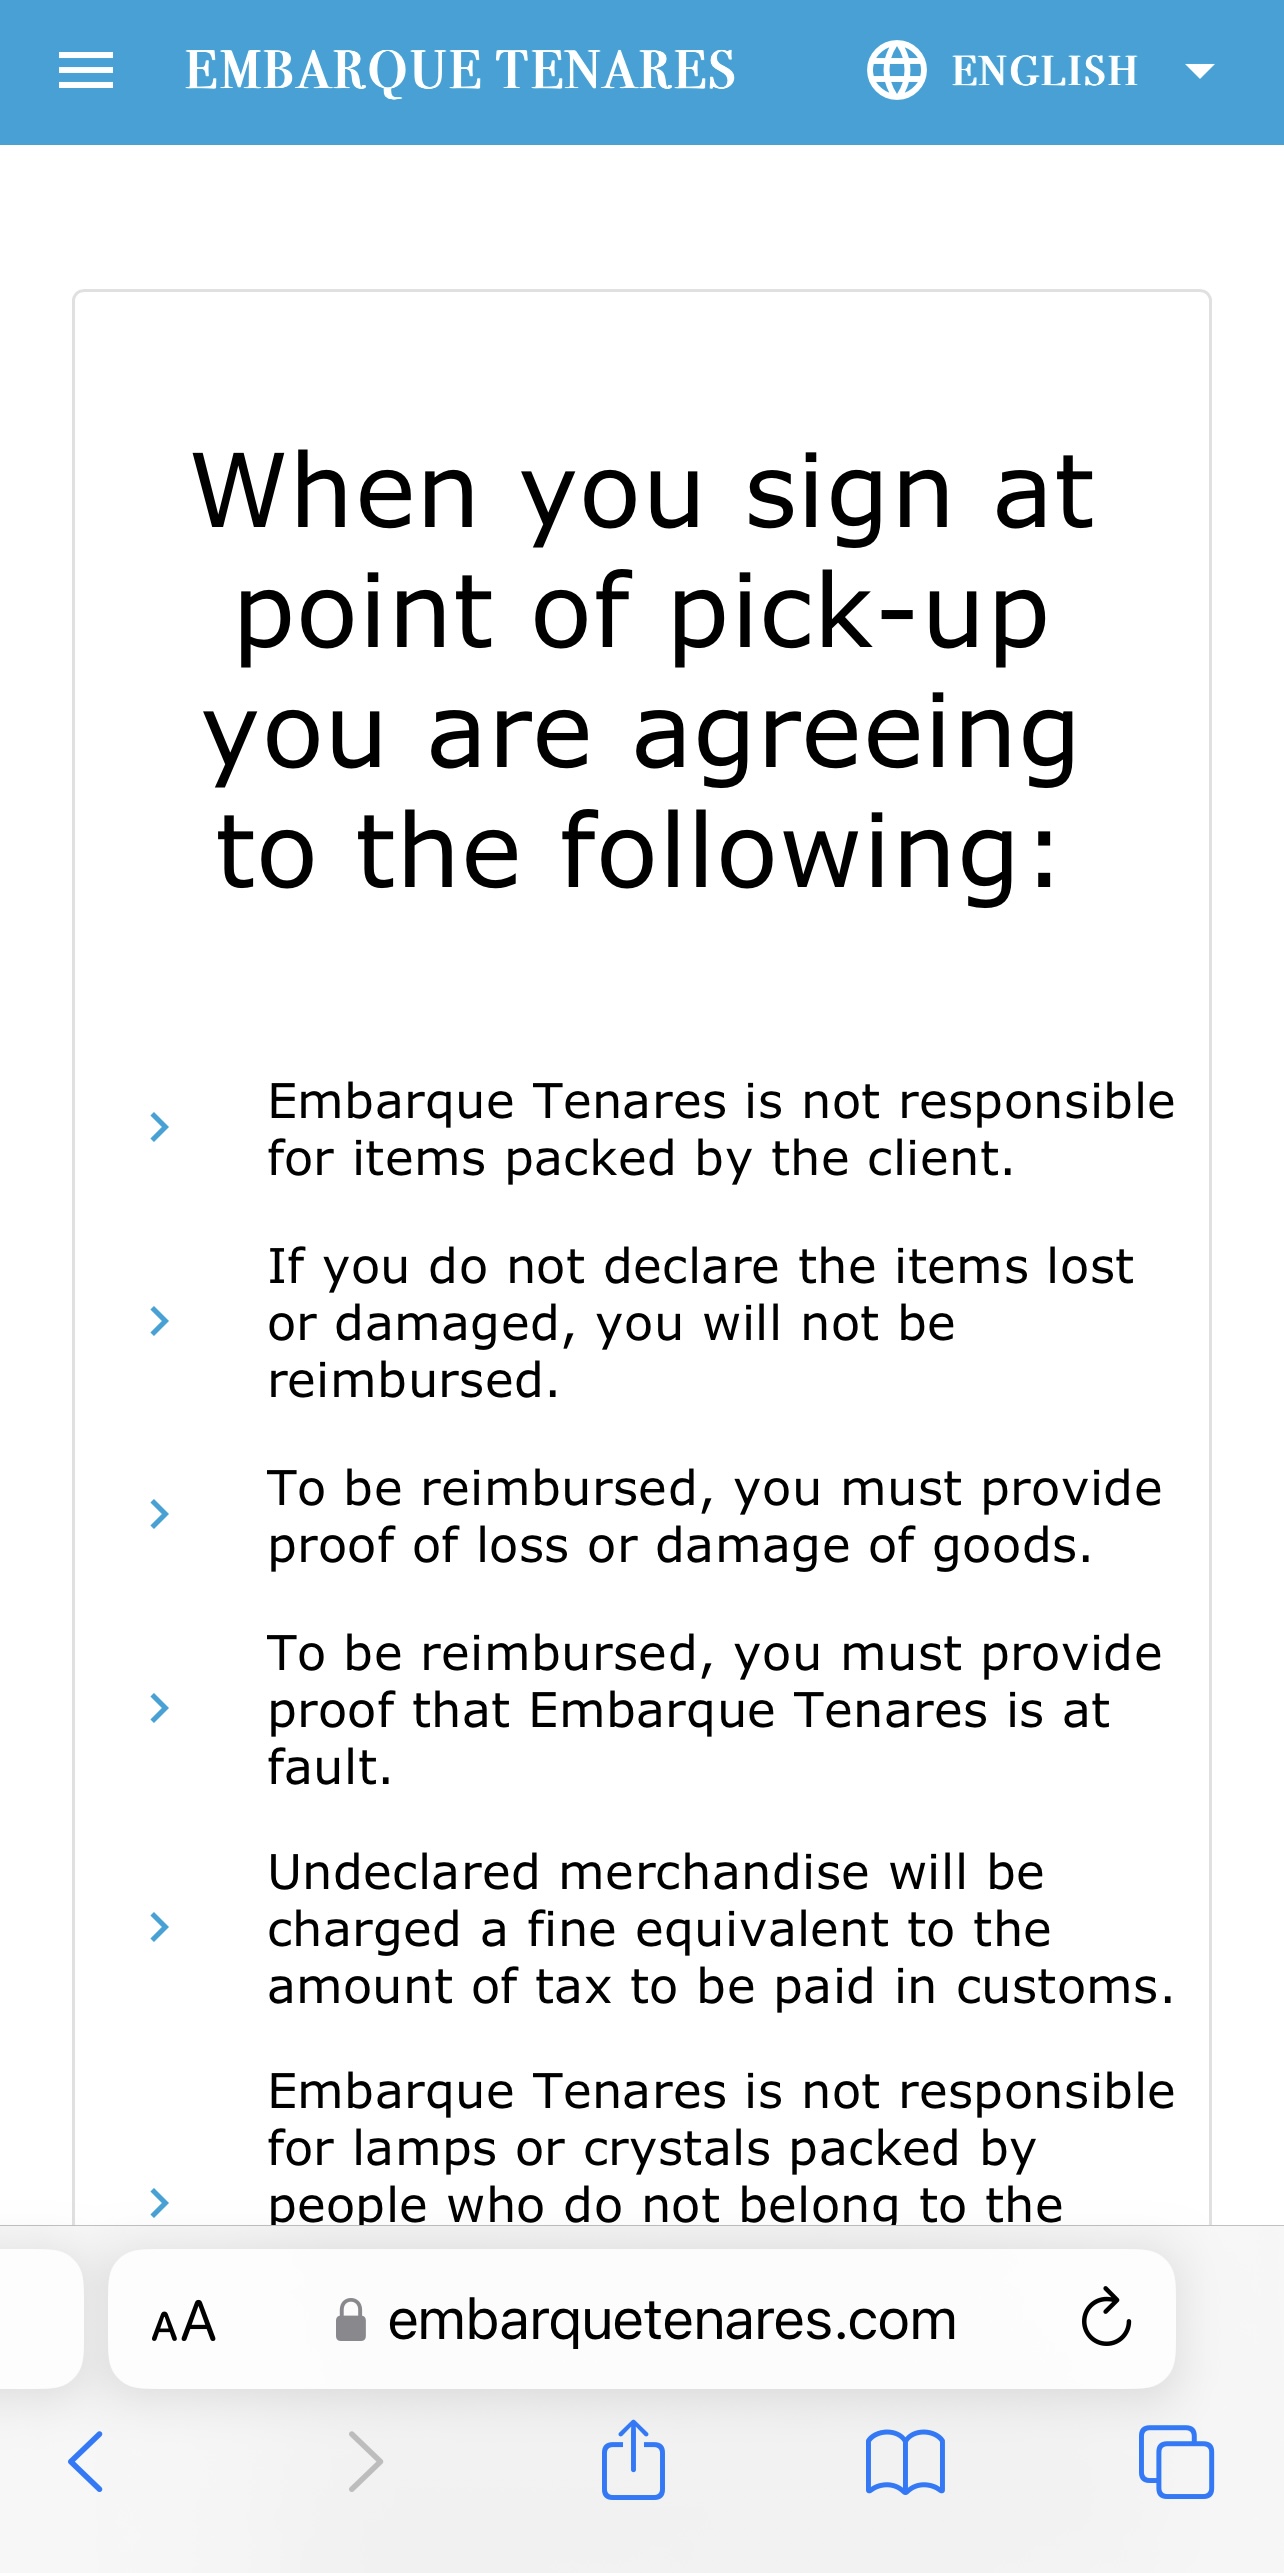 EMBARQUE TENARES
ENGLISH
When you sign at
point of pick-up
you are agreeing
to the following:
Embarque Tenares is not responsible
for items packed by the client.
If you do not declare the items lost
or damaged, you will not be
reimbursed.
To be reimbursed, you must provide
proof of loss or damage of goods.
To be reimbursed, you must provide
proof that Embarque Tenares is at
fault.
Undeclared merchandise will be
charged a fine equivalent to the
amount of tax to be paid in customs.
Embarque Tenares is not responsible
for lamps or crystals packed by
people who do not belong to the
AA
embarquetenares.com